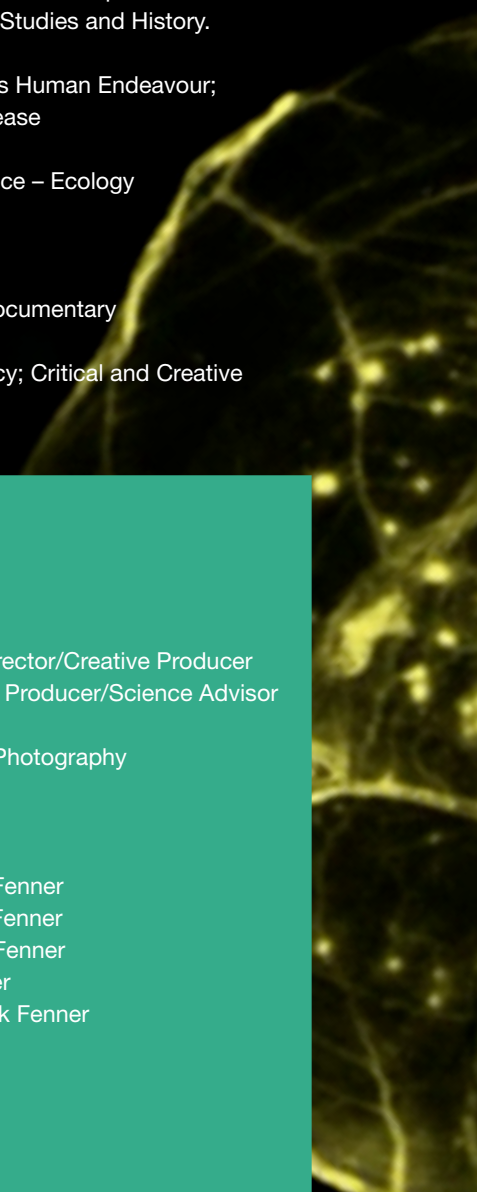 Studies and History.
s Human Endeavour;
ease
ce – Ecology
ocumentary
cy; Critical and Creative
rector/Creative Producer
Producer/Science Advisor
Photography
Fenner
Fenner
Fenner
er
k Fenner